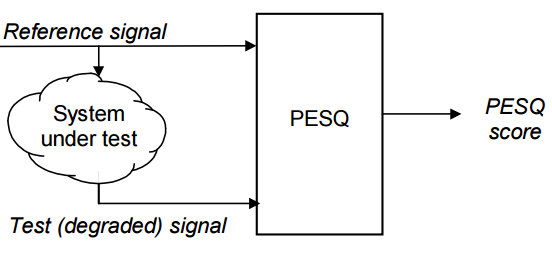 Reference signal
System
under test
PESQ
PESQ
score
Test (degraded) signal